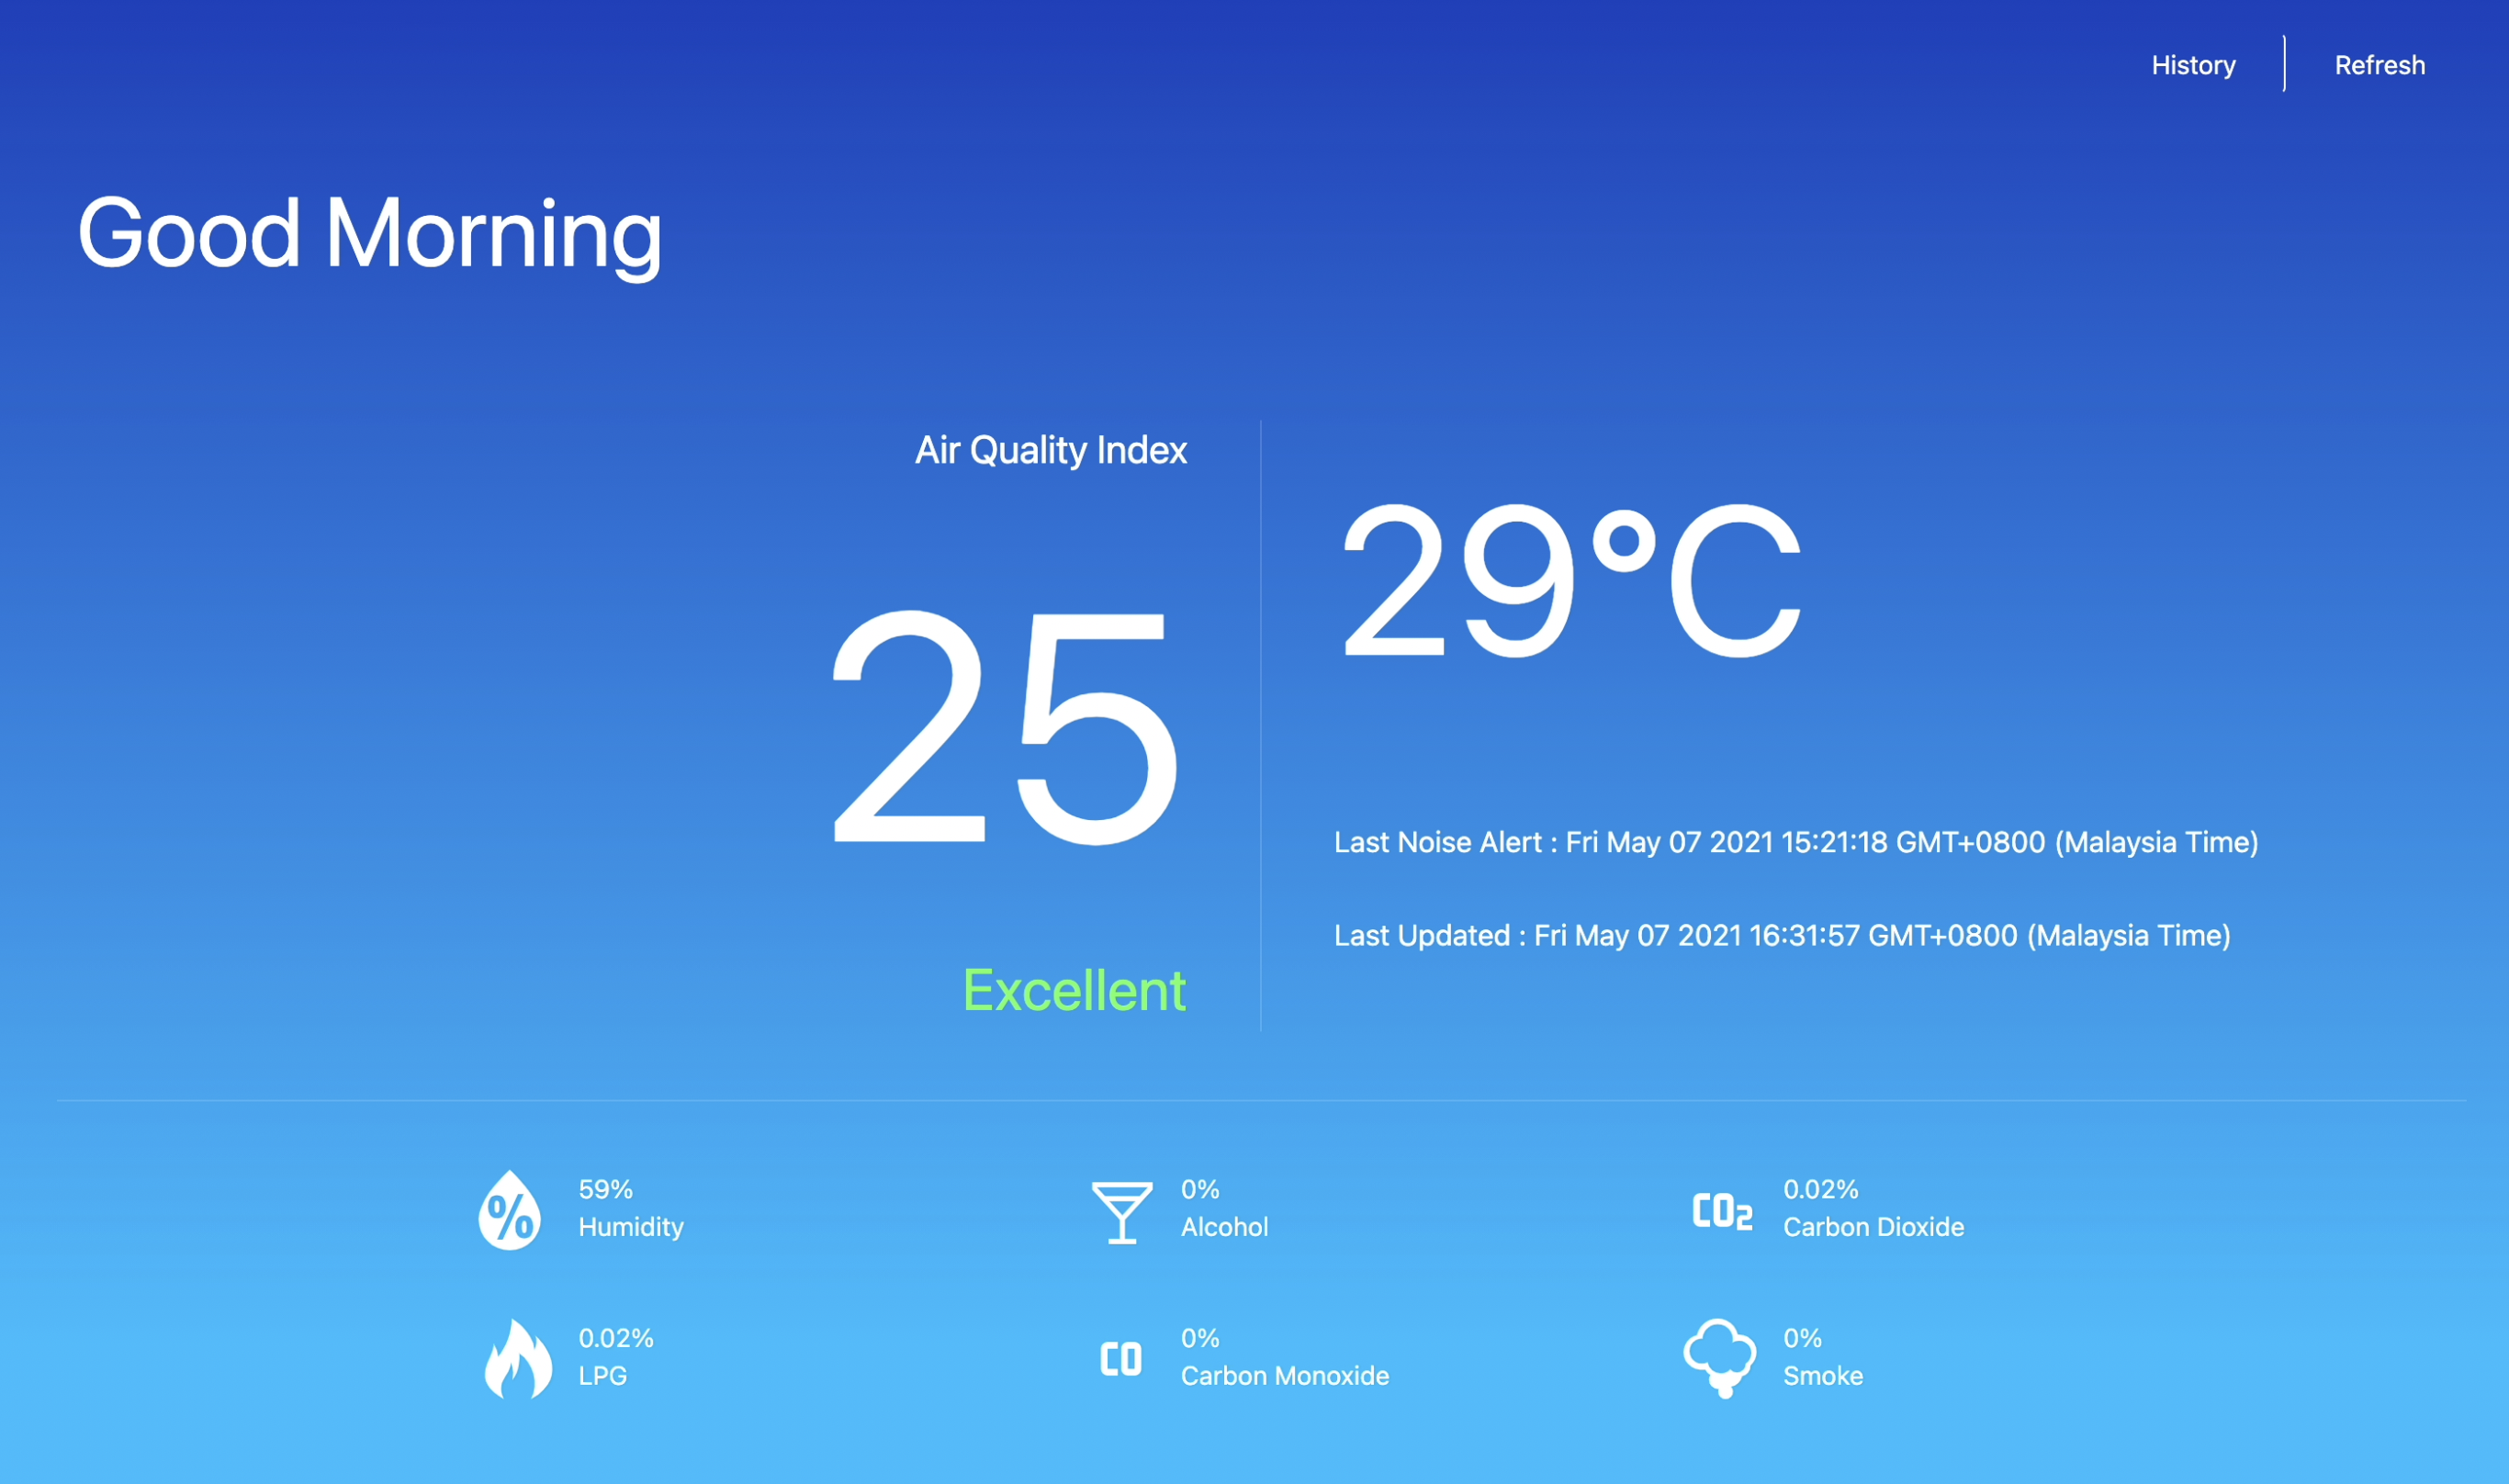 History
Refresh
Good Morning
Air Quality Index
25
Excellent
29°C
Last Noise Alert : Fri May 07 2021 15:21:18 GMT+0800 (Malaysia Time)
Last Updated : Fri May 07 2021 16:31:57 GMT+0800 (Malaysia Time)
%
59%
Humidity
0%
Alcohol
CO2
0.02%
Carbon Dioxide
0.02%
LPG
CO
0%
Carbon Monoxide
0%
Smoke